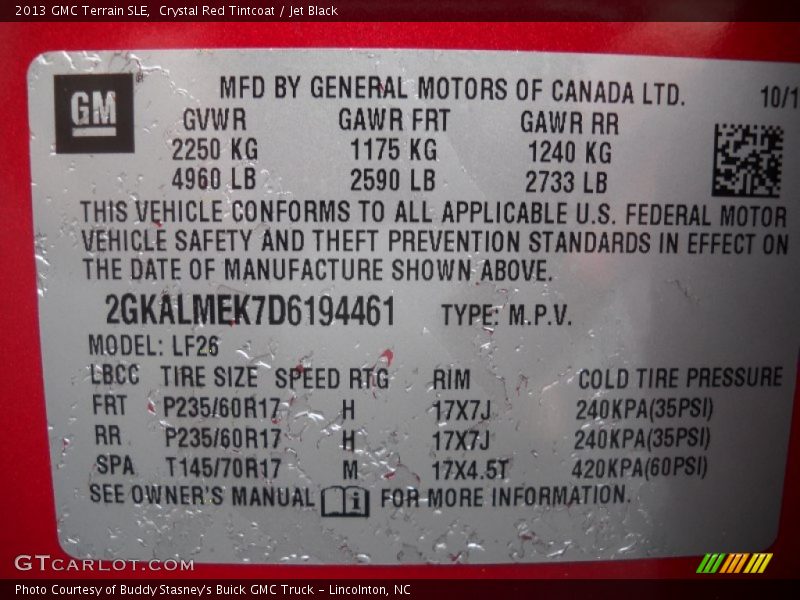 2013 GMC Terrain SLE,  Crystal Red Tintcoat / Jet Black
GM
MFD BY GENERAL MOTORS OF CANADA LTD. 10/1
GVWR GAWR FRT GAWR RR
2250 KG 1175 KG 1240 KG
4960 LB 2590 LB 2733 LB
THIS VEHICLE CONFORMS TO ALL APPLICABLE U.S. FEDERAL MOTOR
VEHICLE SAFETY AND THEFT PREVENTION STANDARDS IN EFFECT ON
THE DATE OF MANUFACTURE SHOWN ABOVE.
2GKALMEK7D6194461 TYPE: M.P.V.
MODEL: LF26
LBCC TIRE SIZE SPEED RTG RIM COLD TIRE PRESSURE
FRT P235/60R17 H 17X7J 240KPA(35PSI)
RR P235/60R17 H 17X7J 240KPA(35PSI)
SPA T145/70R17 M 17X4.5T 420KPA(60PSI)
SEE OWNER'S MANUAL i FOR MORE INFORMATION.
GTCARLOT.COM
Photo Courtesy of Buddy Stasney's Buick GMC Truck - Lincolnton, NC